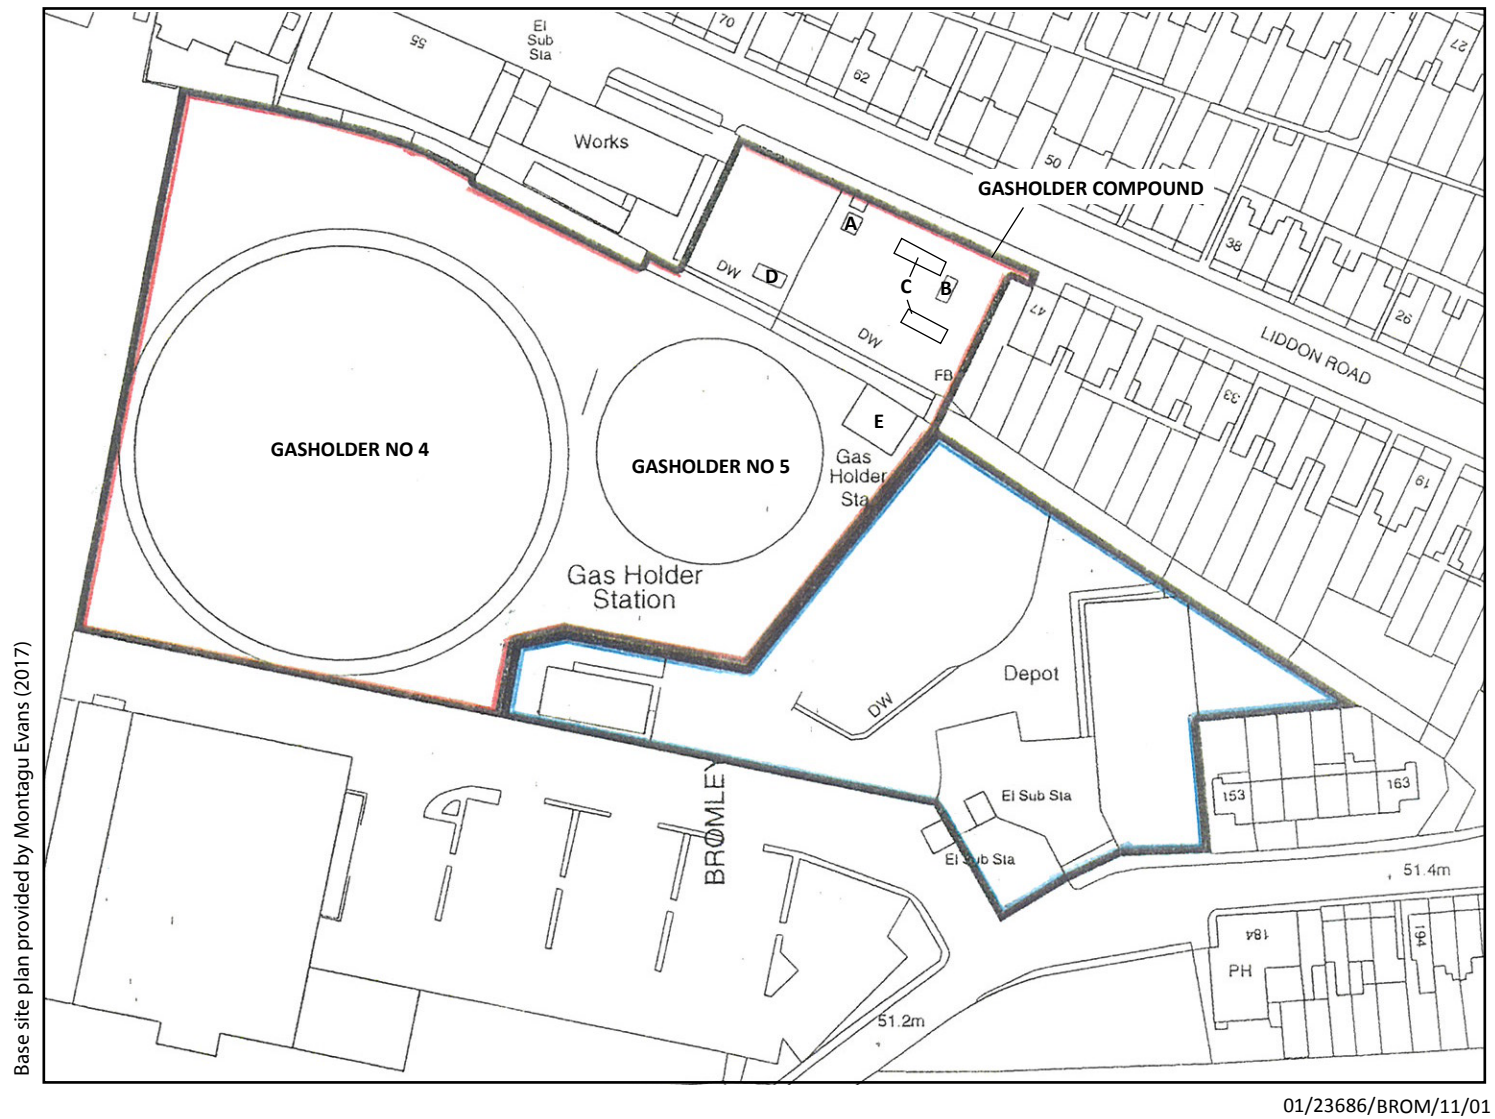 70
55
El
Sub
Sta
62
27
Works
50
GASHOLDER COMPOUND
A
38
DW
D
C
B
47
26
LIDDON ROAD
DW
FB
33
E
GASHOLDER NO 4
GASHOLDER NO 5
Gas
Holder
Sta
19
Gas Holder
Station
Depot
DW
BROMLEY
El Sub Sta
153
163
El Sub Sta
51.4m
184
194
PH
51.2m
Base site plan provided by Montagu Evans (2017)
01/23686/BROM/11/01